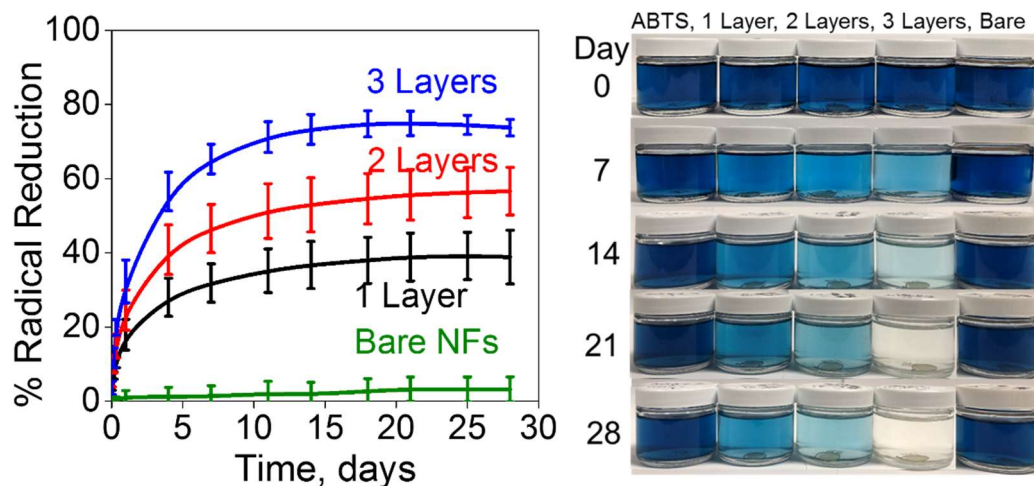 100
80
60
40
20
0
% Radical Reduction
3 Layers
2 Layers
1 Layer
Bare NFs
0 5 10 15 20 25 30
Time, days
ABTS, 1 Layer, 2 Layers, 3 Layers, Bare
Day
0
7
14
21
28